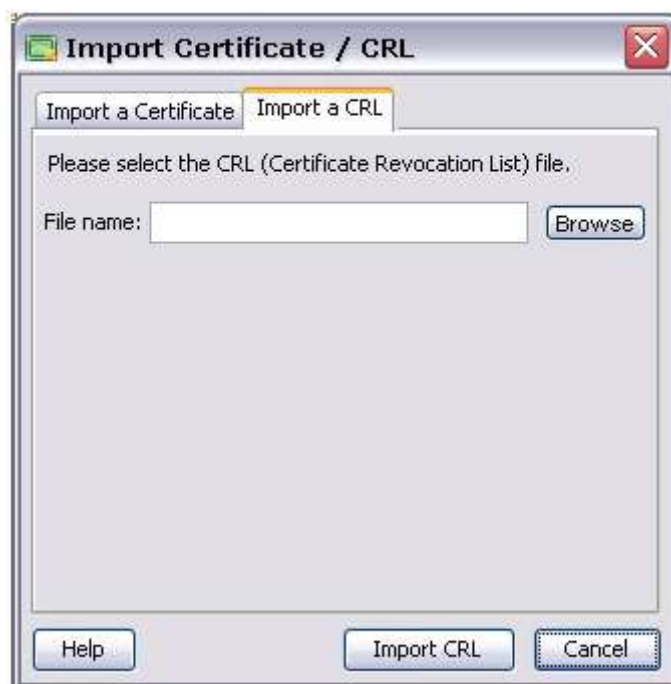 Import Certificate / CRL
Import a Certificate Import a CRL
Please select the CRL (Certificate Revocation List) file.
File name: Browse
Help Import CRL Cancel